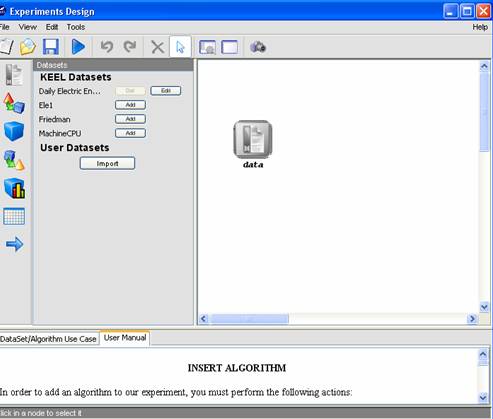 Experiments Design
File View Edit Tools Help
Datasets
KEEL Datasets
Daily Electric En... Del Edit
Ele1 Add
Friedman Add
MachineCPU Add
User Datasets
Import
data
DataSet/Algorithm Use Case User Manual
INSERT ALGORITHM
In order to add an algorithm to our experiment, you must perform the following actions:
lick in a node to select it